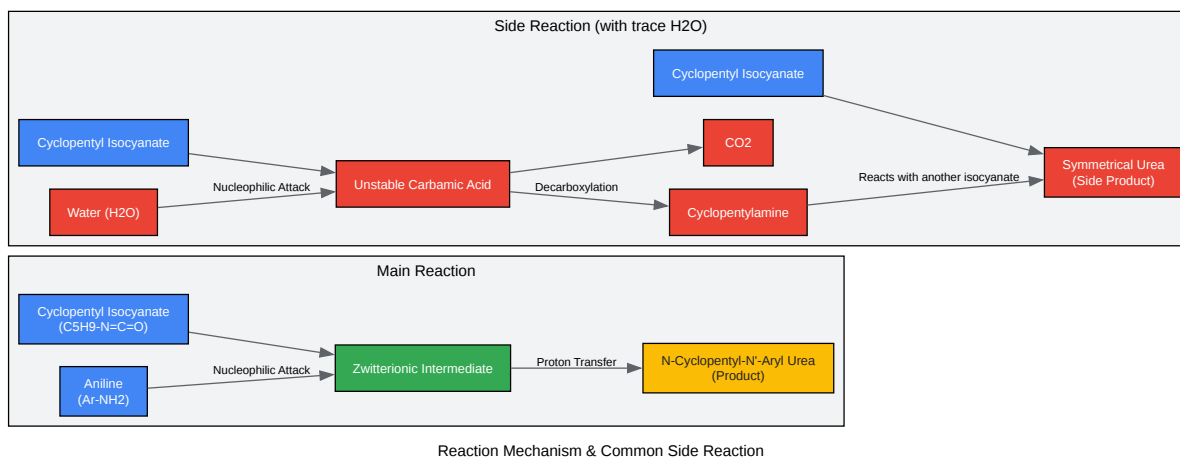 Side Reaction (with trace H2O)
Cyclopentyl Isocyanate
Cyclopentyl Isocyanate
CO2
Nucleophilic Attack
Unstable Carbamic Acid
Decarboxylation
Reacts with another isocyanate
Symmetrical Urea
(Side Product)
Water (H2O)
Cyclopentylamine
Main Reaction
Cyclopentyl Isocyanate
(C5H9-N=C=O)
Nucleophilic Attack
Zwitterionic Intermediate
Proton Transfer
N-Cyclopentyl-N'-Aryl Urea
(Product)
Aniline
(Ar-NH2)
Reaction Mechanism & Common Side Reaction